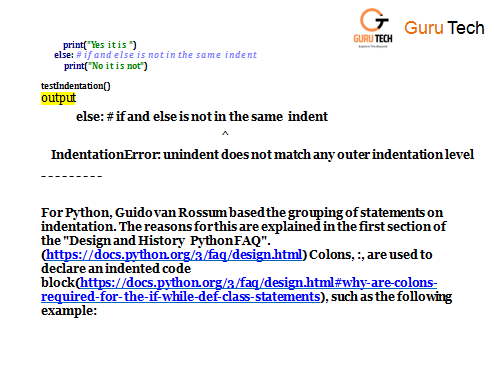 GURU TECH
Guru Tech
print("Yes it is ")
else: # if and else is not in the same indent
print("No it is not")
testIndentation()
output
else: # if and else is not in the same indent
^
IndentationError: unindent does not match any outer indentation level
---------
For Python, Guido van Rossum based the grouping of statements on
indentation. The reasons for this are explained in the first section of
the "Design and History Python FAQ".
(https://docs.python.org/3/faq/design.html) Colons, :, are used to
declare an indented code
block(https://docs.python.org/3/faq/design.html#why-are-colons-
required-for-the-if-while-def-class-statements), such as the following
example: